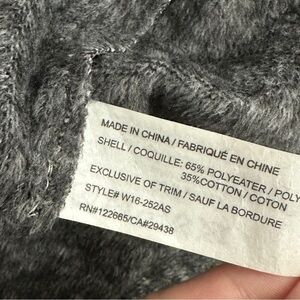 MADE IN CHINA / FABRIQUÉ EN CHINE
SHELL / COQUILLE: 65% POLYEATER / POLY
35%COTTON / COTON
EXCLUSIVE OF TRIM / SAUF LA BORDURE
STYLE# W16-252AS
RN#122665/CA#29438